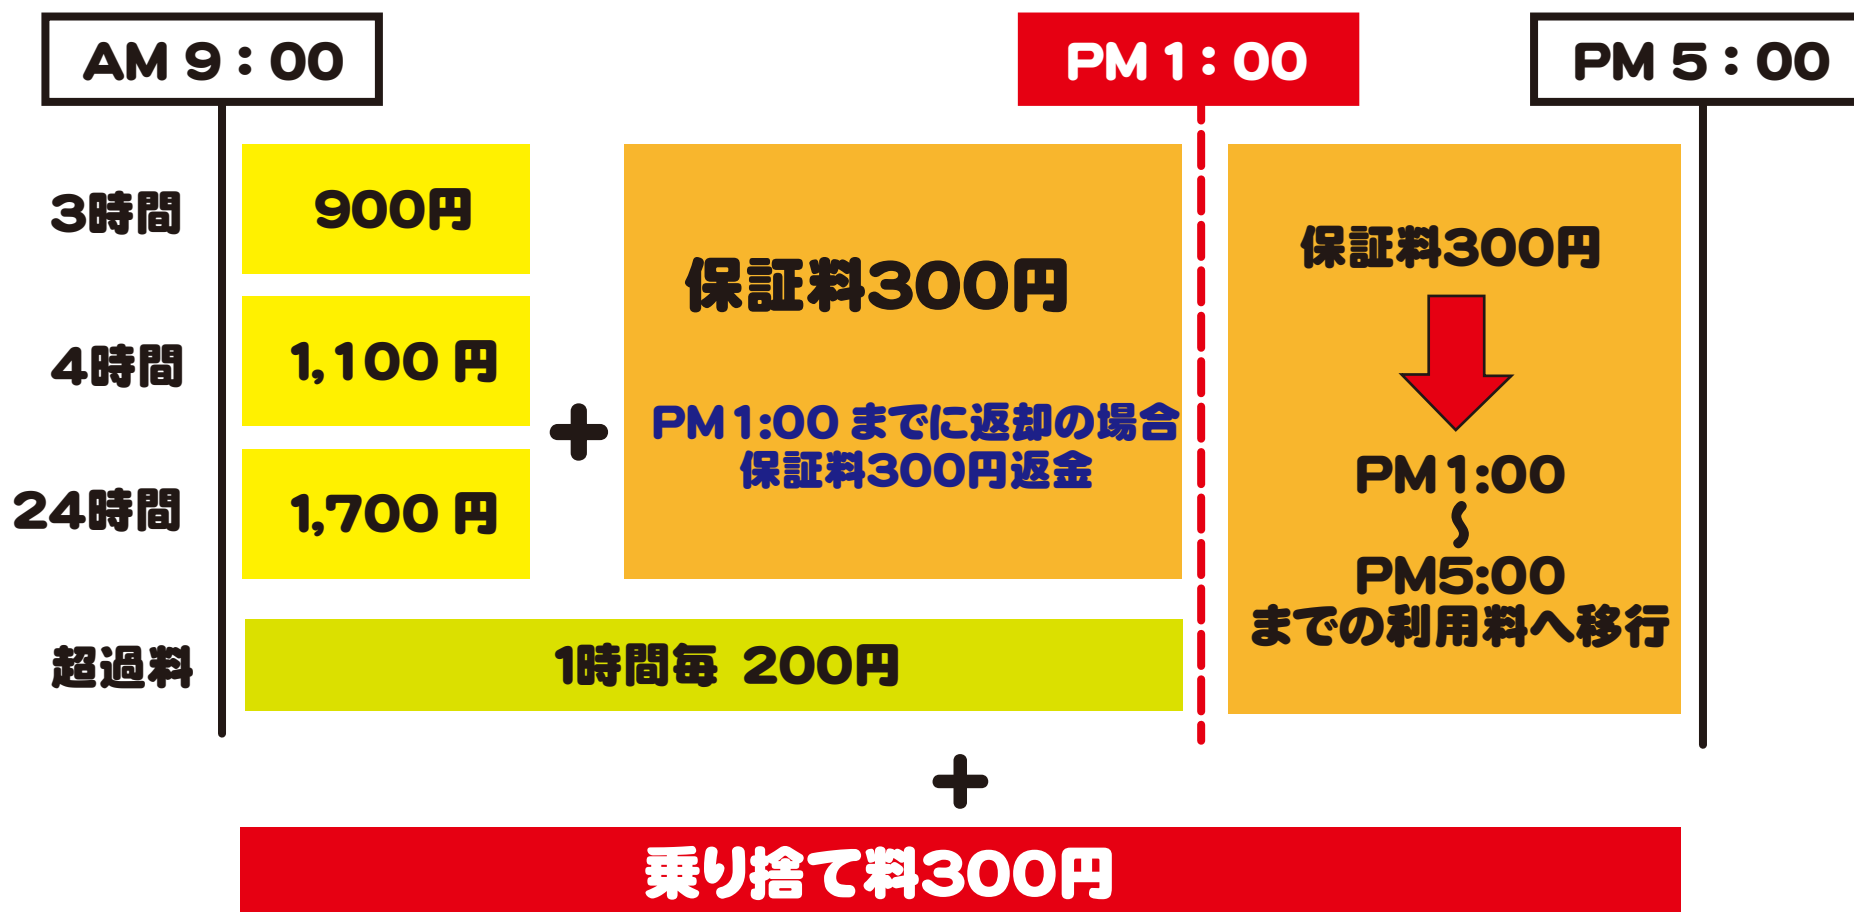 AM 9：00
PM 1：00
PM 5：00
3時間
900円
4時間
1,100 円
24時間
1,700 円
+
保証料300円
PM 1:00 までに返却の場合
保証料300円返金
保証料300円
PM 1:00
～
PM5:00
までの利用料へ移行
超過料
1時間毎 200円
+
乗り捨て料300円